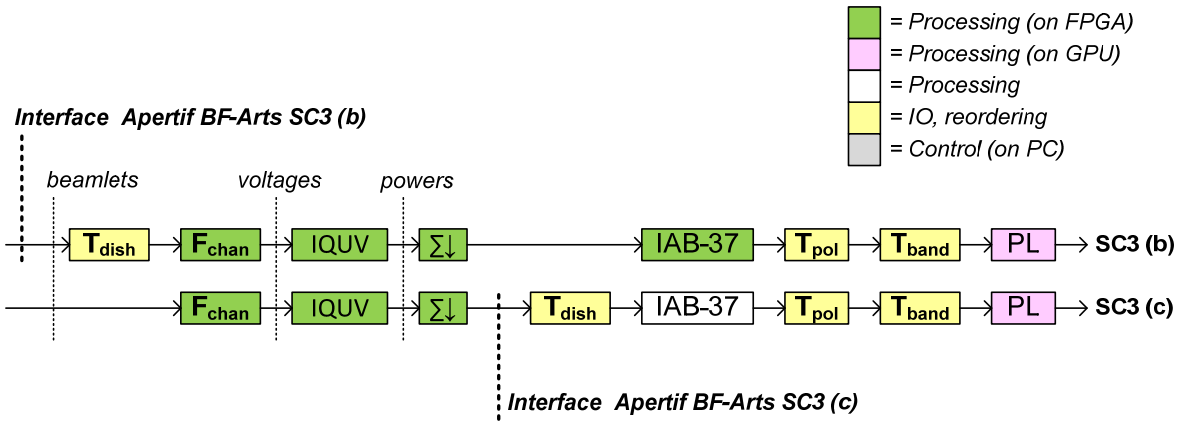 = Processing (on FPGA)
= Processing (on GPU)
= Processing
= IO, reordering
= Control (on PC)
Interface Apertif BF-Arts SC3 (b)
beamlets voltages powers
Tdish Fchan IQUV ∑↓ IAB-37 Tpol Tband PL SC3 (b)
Fchan IQUV ∑↓ Tdish IAB-37 Tpol Tband PL SC3 (c)
Interface Apertif BF-Arts SC3 (c)